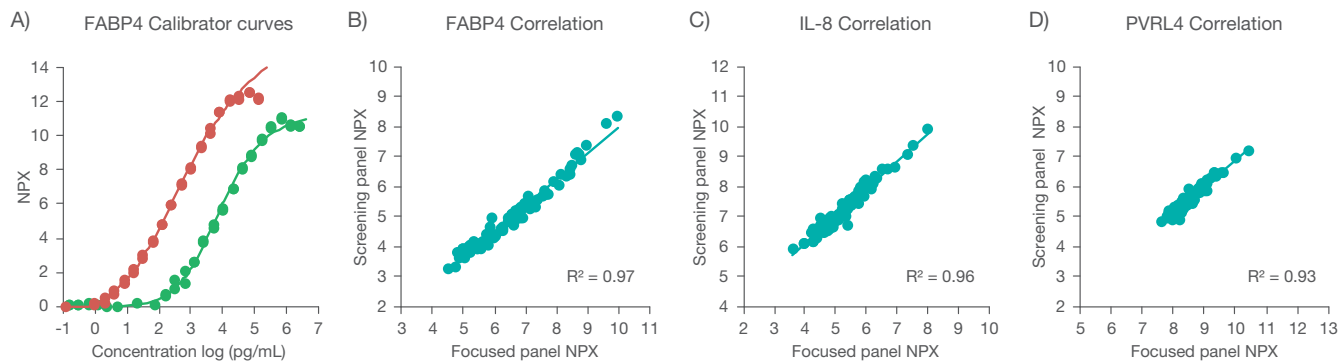 A) FABP4 Calibrator curves
NPX
14
12
10
8
6
4
2
0
-1 0 1 2 3 4 5 6 7
Concentration log (pg/mL)
B) FABP4 Correlation
Screening panel NPX
10
9
8
7
6
5
4
3
2
R² = 0.97
3 4 5 6 7 8 9 10 11
Focused panel NPX
C) IL-8 Correlation
Screening panel NPX
12
11
10
9
8
7
6
5
4
R² = 0.96
2 3 4 5 6 7 8 9 10
Focused panel NPX
D) PVRL4 Correlation
Screening panel NPX
10
9
8
7
6
5
4
3
2
R² = 0.93
5 6 7 8 9 10 11 12 13
Focused panel NPX